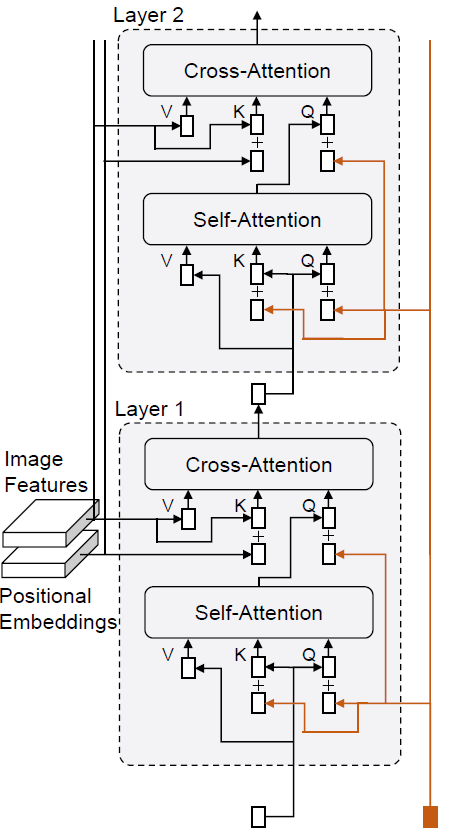 Layer 2
Cross-Attention
V K Q
+ +
Self-Attention
V K Q
+ +
Layer 1
Cross-Attention
Image
Features
V K Q
+ +
Positional
Embeddings
Self-Attention
V K Q
+ +